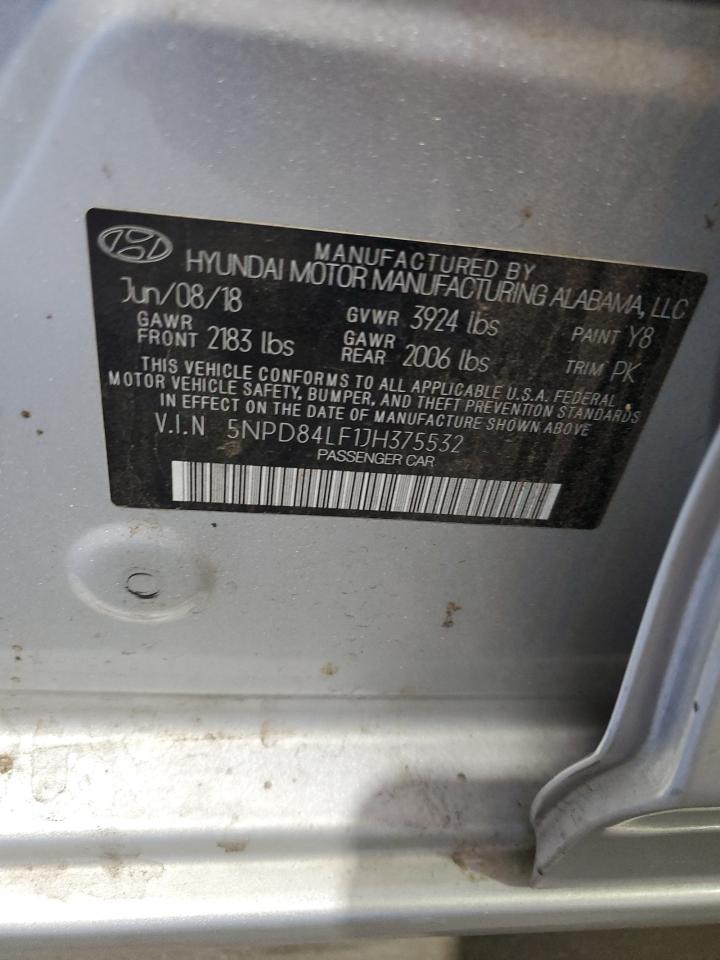 MANUFACTURED BY
HYUNDAI MOTOR MANUFACTURING ALABAMA, LLC
Jun/08/18 GVWR 3924 lbs PAINT Y8
GAWR FRONT 2183 lbs GAWR REAR 2006 lbs TRIM PK
THIS VEHICLE CONFORMS TO ALL APPLICABLE U.S.A. FEDERAL
MOTOR VEHICLE SAFETY, BUMPER, AND THEFT PREVENTION STANDARDS
IN EFFECT ON THE DATE OF MANUFACTURE SHOWN ABOVE
V.I.N 5NPD84LF1JH375532
PASSENGER CAR